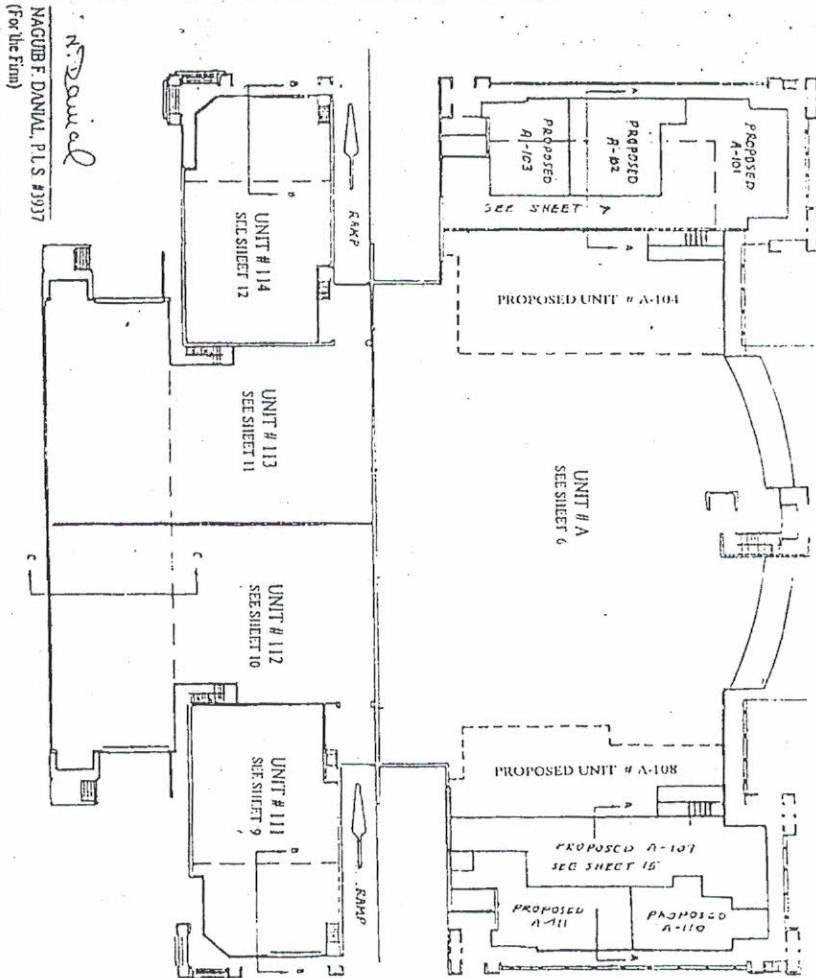 N. Danial
NAGUIB F. DANIAL, P.L.S #3937
(For the Firm)
B
B
RAMP
UNIT # 114
SEE SHEET 12
UNIT # 113
SEE SHEET 11
C
C
UNIT # 112
SEE SHEET 10
UNIT # 111
SEE SHEET 9
B
B
RAMP
A
PROPOSED
A-103
PROPOSED
A-102
PROPOSED
A-101
SEE SHEET 7
A
PROPOSED UNIT # A-104
UNIT # A
SEE SHEET 6
PROPOSED UNIT # A-108
A
PROPOSED A-109
SEE SHEET 15
PROPOSED
A-111
PROPOSED
A-110
A